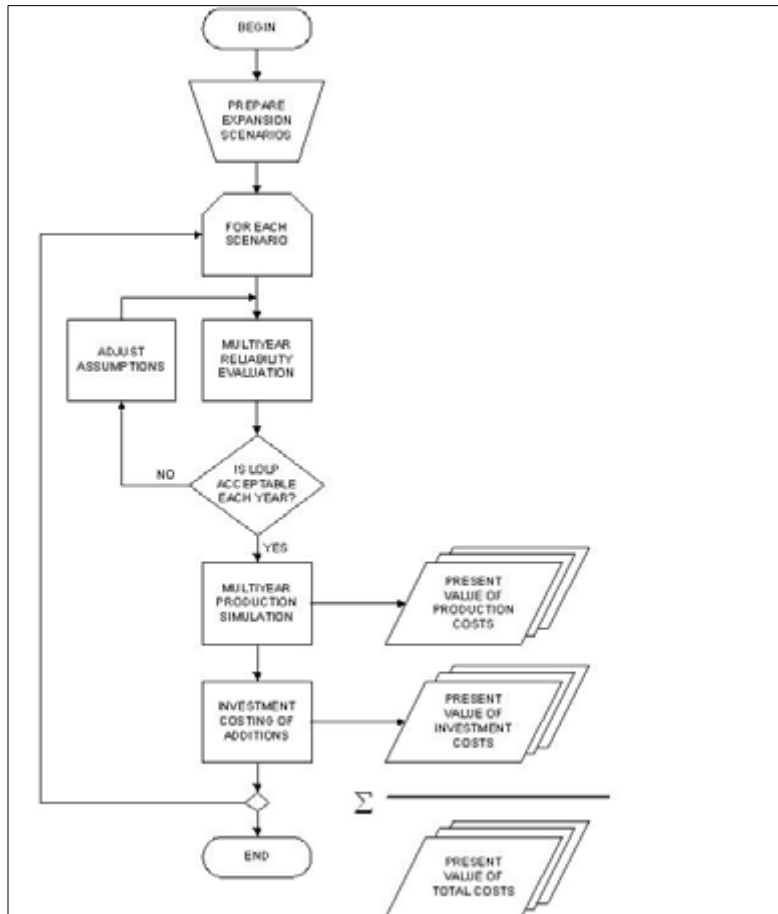 BEGIN
PREPARE
EXPANSION
SCENARIOS
FOR EACH
SCENARIO
ADJUST
ASSUMPTIONS
MULTIYEAR
RELIABILITY
EVALUATION
NO
IS LOLP
ACCEPTABLE
EACH YEAR?
YES
MULTIYEAR
PRODUCTION
SIMULATION
PRESENT
VALUE OF
PRODUCTION
COSTS
INVESTMENT
COSTING OF
ADDITIONS
PRESENT
VALUE OF
INVESTMENT
COSTS
Σ
END
PRESENT
VALUE OF
TOTAL COSTS